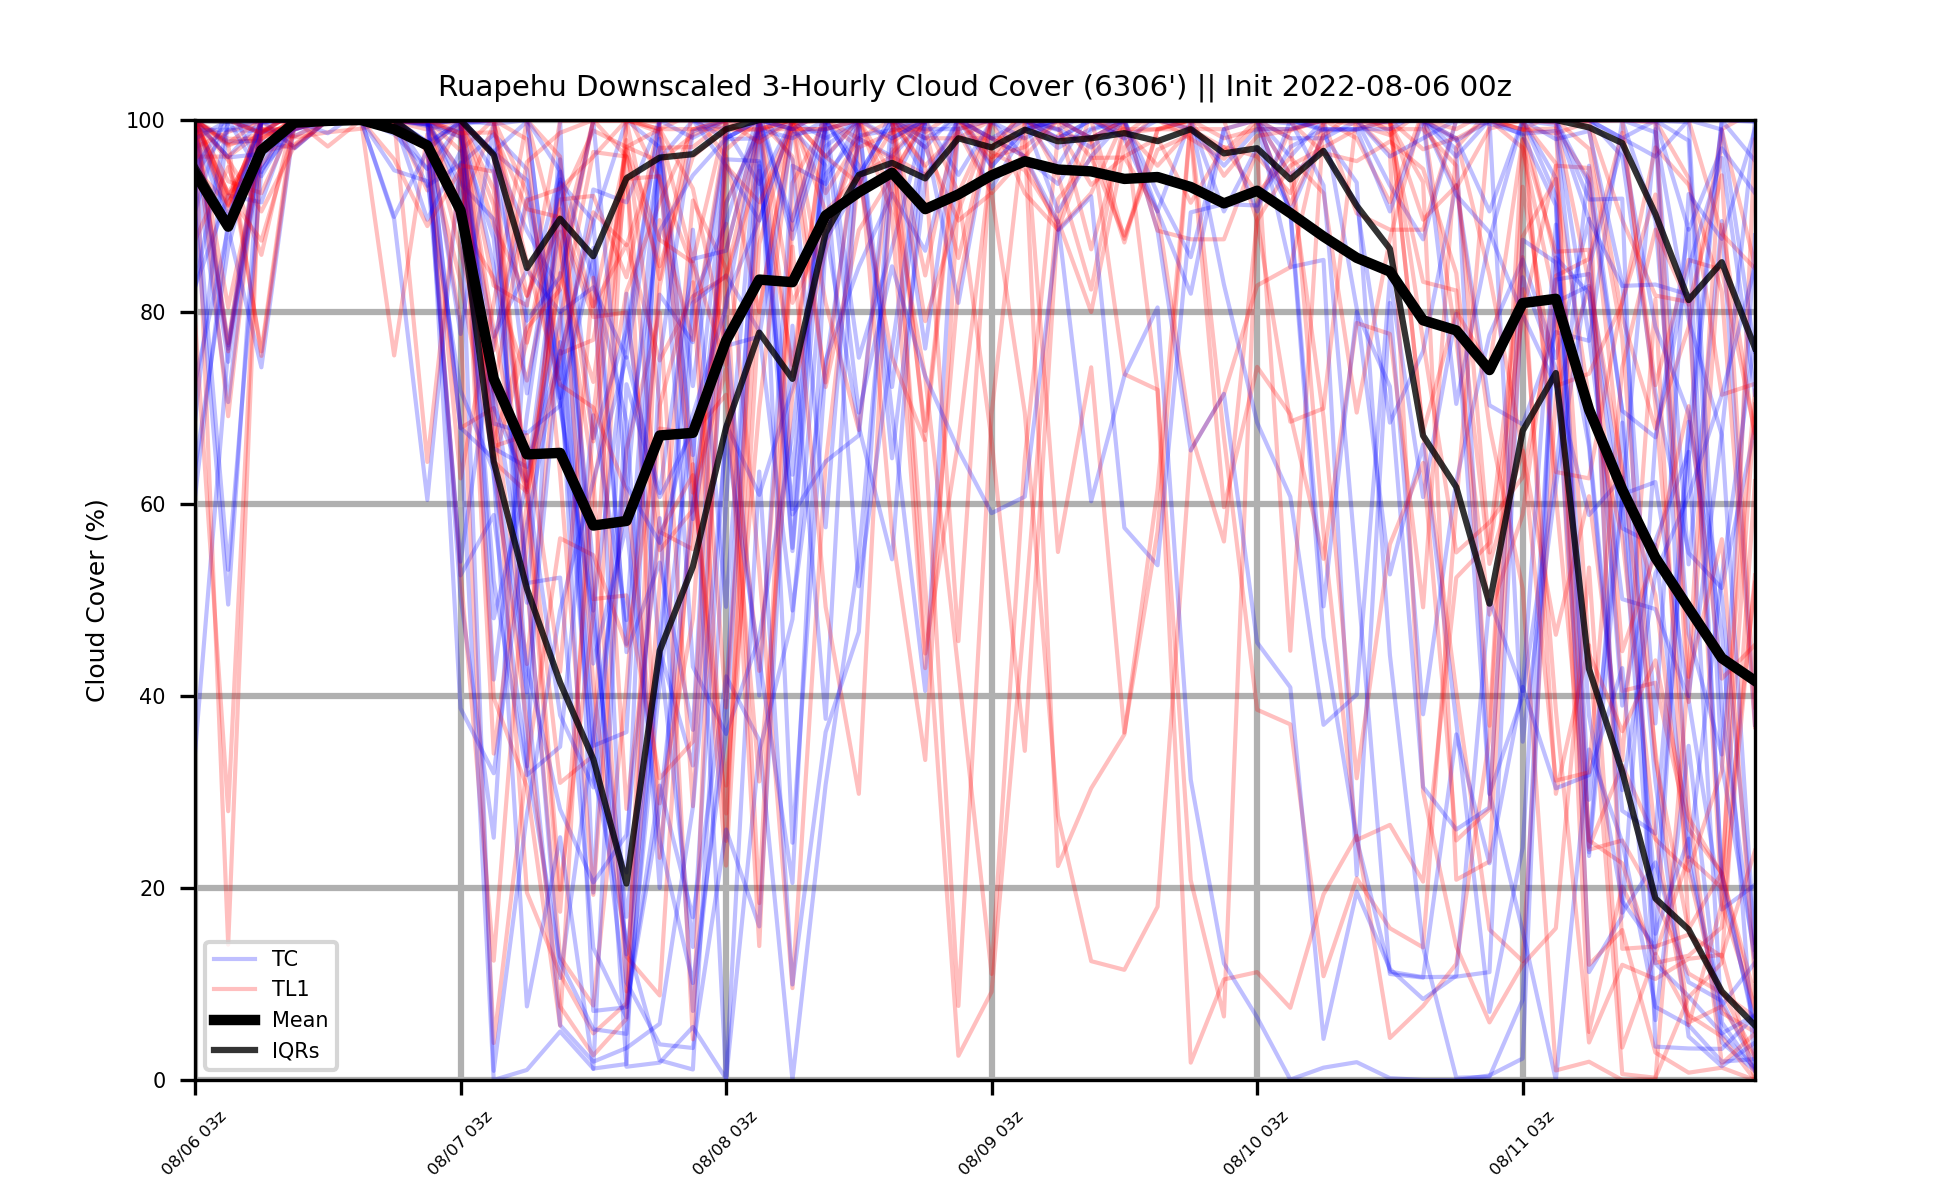 Ruapehu Downscaled 3-Hourly Cloud Cover (6306') || Init 2022-08-06 00z
Cloud Cover (%)
100
80
60
40
20
0
TC
TL1
Mean
IQRs
08/06 03z
08/07 03z
08/08 03z
08/09 03z
08/10 03z
08/11 03z